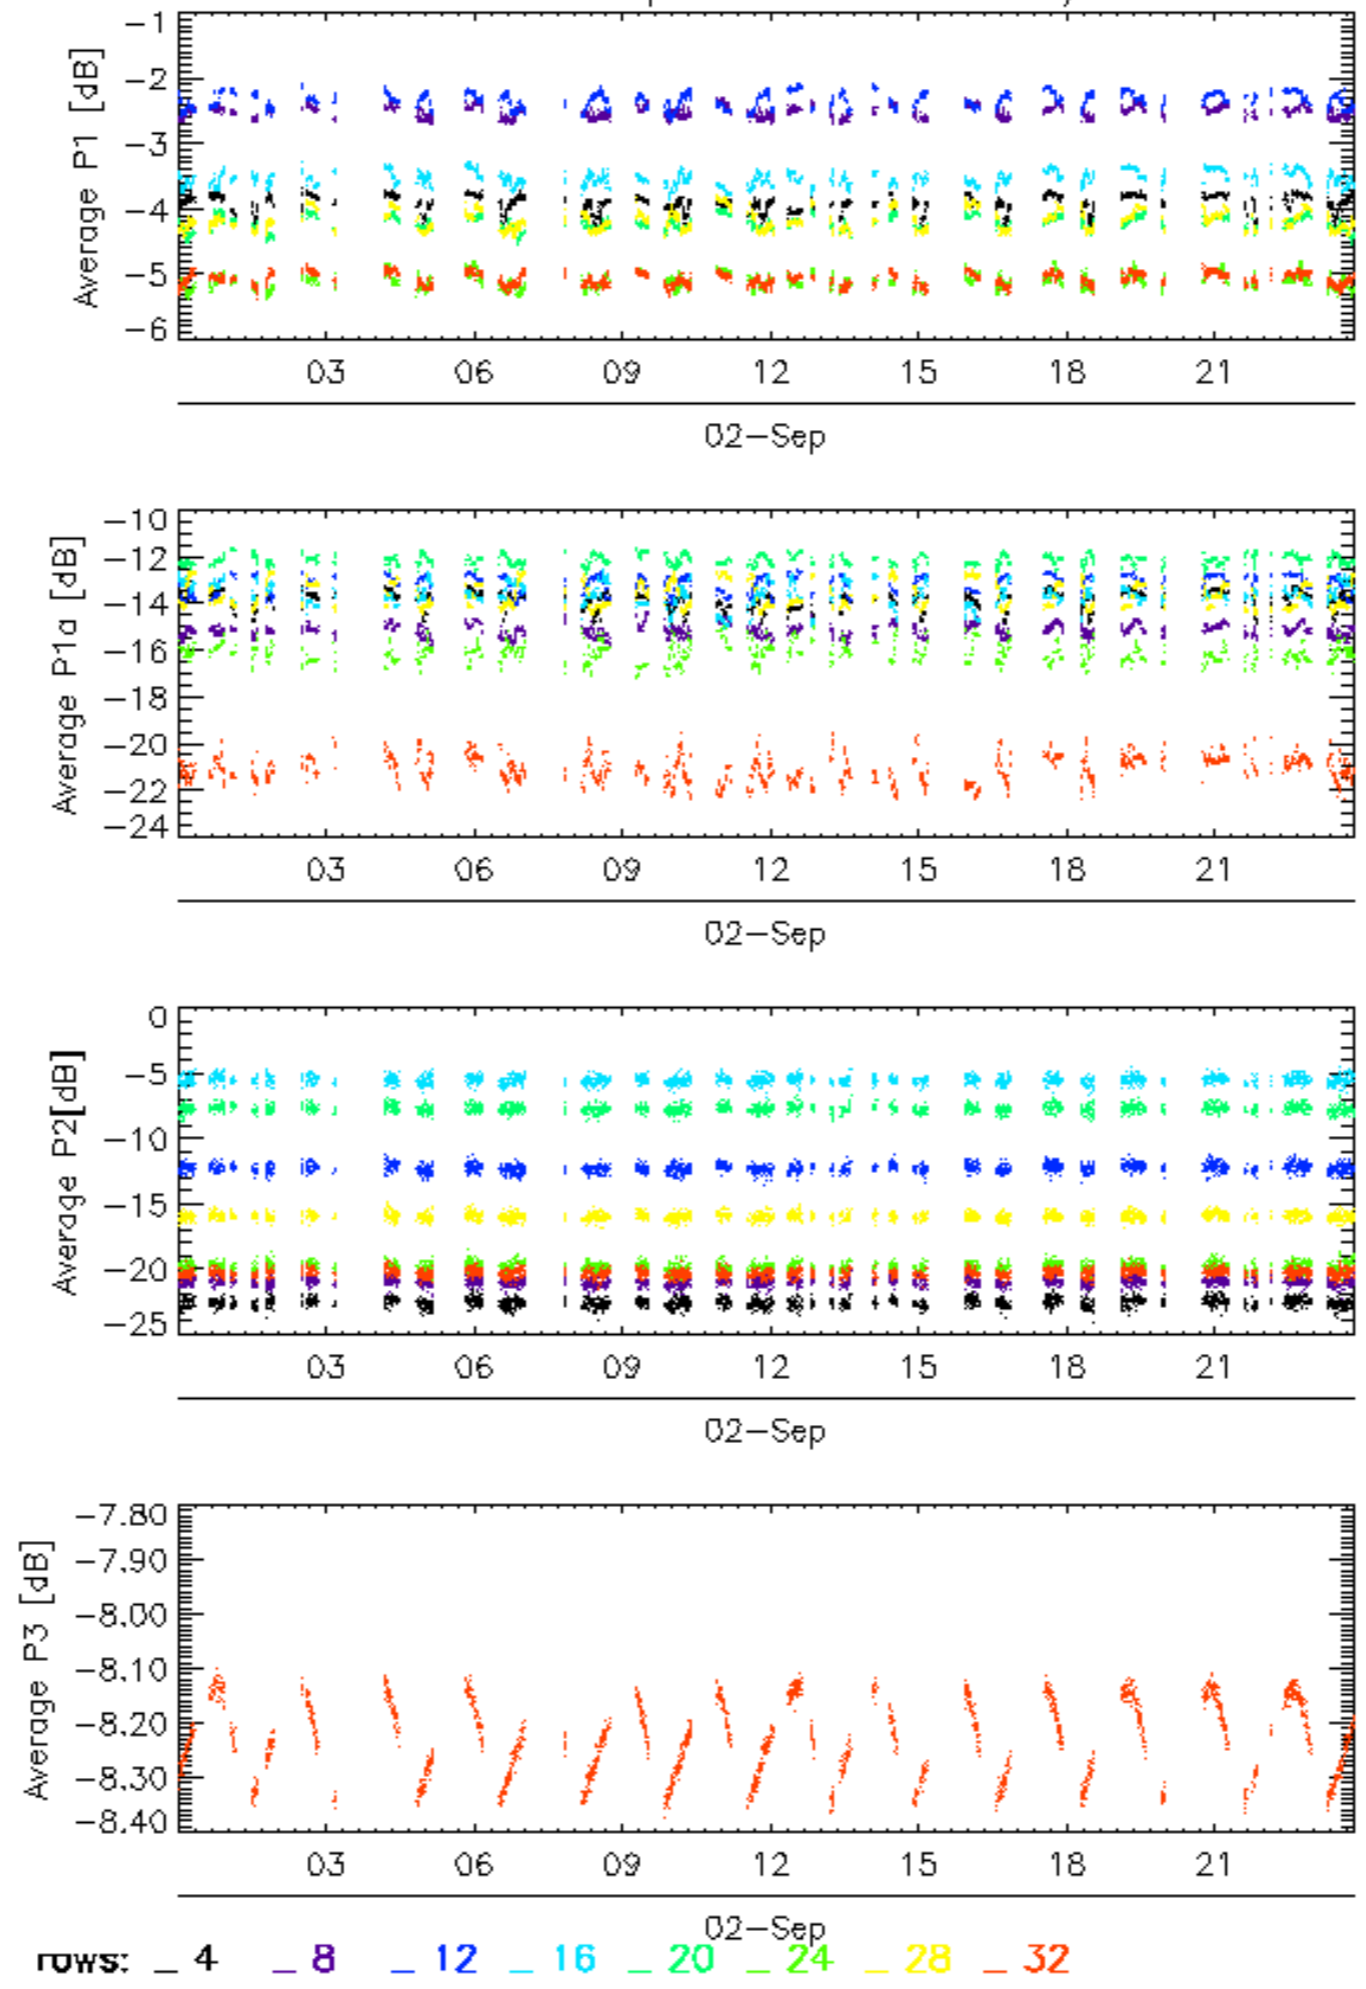 Average P1 [dB]
-1
-2
-3
-4
-5
-6
03 06 09 12 15 18 21
02-Sep
Average P1a [dB]
-10
-12
-14
-16
-18
-20
-22
-24
03 06 09 12 15 18 21
02-Sep
Average P2[dB]
0
-5
-10
-15
-20
-25
03 06 09 12 15 18 21
02-Sep
Average P3 [dB]
-7.80
-7.90
-8.00
-8.10
-8.20
-8.30
-8.40
03 06 09 12 15 18 21
02-Sep
rows: _ 4 _ 8 _ 12 _ 16 _ 20 _ 24 _ 28 _ 32